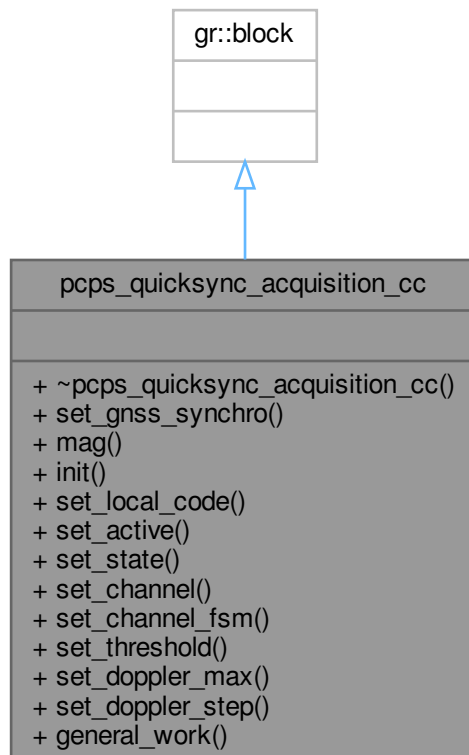 gr::block
pcps_quicksync_acquisition_cc
+ ~pcps_quicksync_acquisition_cc()
+ set_gnss_synchro()
+ mag()
+ init()
+ set_local_code()
+ set_active()
+ set_state()
+ set_channel()
+ set_channel_fsm()
+ set_threshold()
+ set_doppler_max()
+ set_doppler_step()
+ general_work()